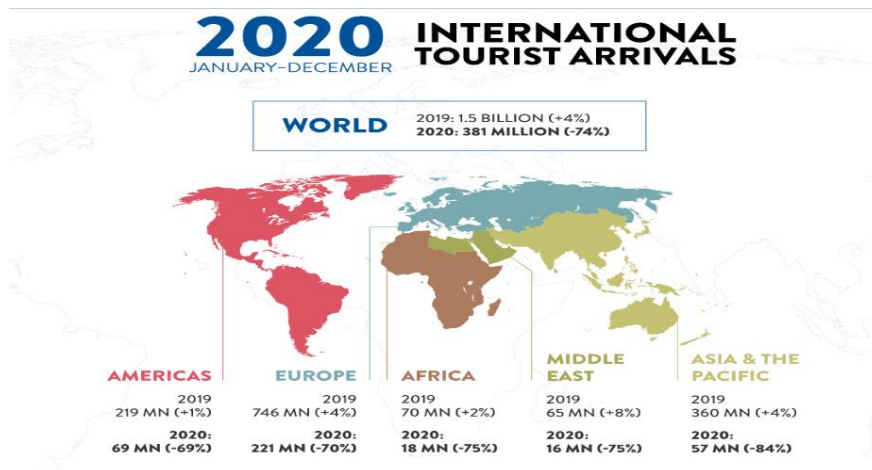 2020
JANUARY–DECEMBER
INTERNATIONAL
TOURIST ARRIVALS
WORLD
2019: 1.5 BILLION (+4%)
2020: 381 MILLION (-74%)
AMERICAS
2019
219 MN (+1%)
2020:
69 MN (-69%)
EUROPE
2019
746 MN (+4%)
2020:
221 MN (-70%)
AFRICA
2019
70 MN (+2%)
2020:
18 MN (-75%)
MIDDLE
EAST
2019
65 MN (+8%)
2020:
16 MN (-75%)
ASIA & THE
PACIFIC
2019
360 MN (+4%)
2020:
57 MN (-84%)